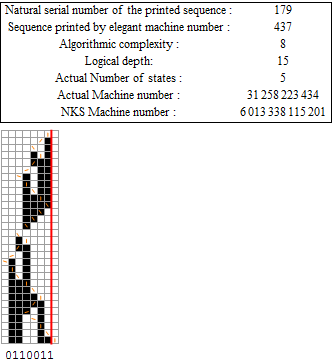 Natural serial number of the printed sequence : 179
Sequence printed by elegant machine number : 437
Algorithmic complexity : 8
Logical depth: 15
Actual Number of states : 5
Actual Machine number : 31 258 223 434
NKS Machine number : 6 013 338 115 201
0110011